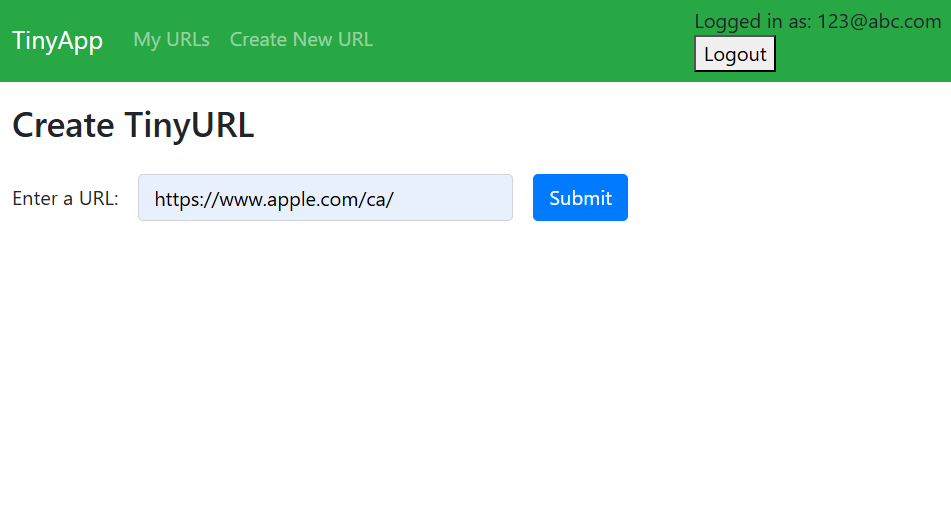 TinyApp My URLs Create New URL Logged in as: 123@abc.com
Logout
Create TinyURL
Enter a URL: https://www.apple.com/ca/ Submit